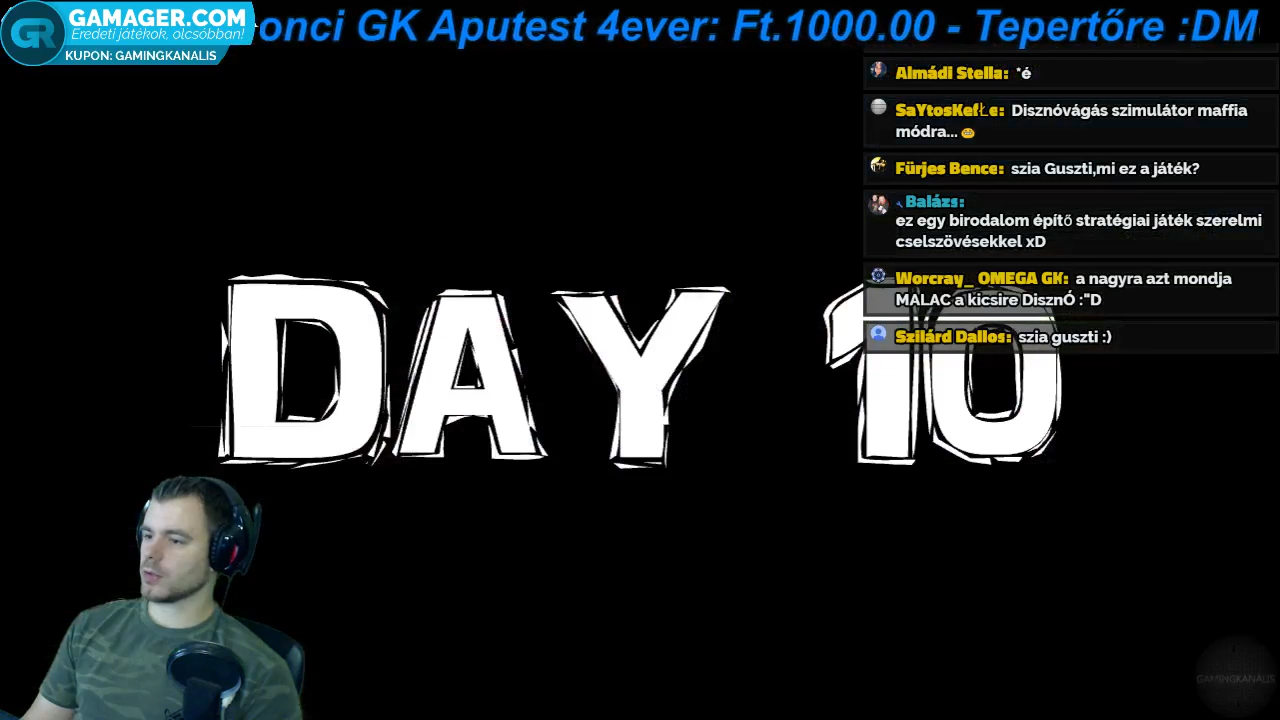 GAMAGER.COM
Eredeti játékok, olcsóbban!
KUPON: GAMINGKANALIS
onci GK Aputest 4ever: Ft.1000.00 - Tepertőre :DM
Almádi Stella: *é
SaYtosKefŁe: Disznóvágás szimulátor maffia
módra...
Fürjes Bence: szia Guszti,mi ez a játék?
Balázs:
ez egy birodalom építő stratégiai játék szerelmi
cselszövésekkel xD
Worcray_ OMEGA GK: a nagyra azt mondja
MALAC a kicsire DisznÓ :"D
Szilárd Dallos: szia guszti :)
DAY 10
GAMINGKANALIS